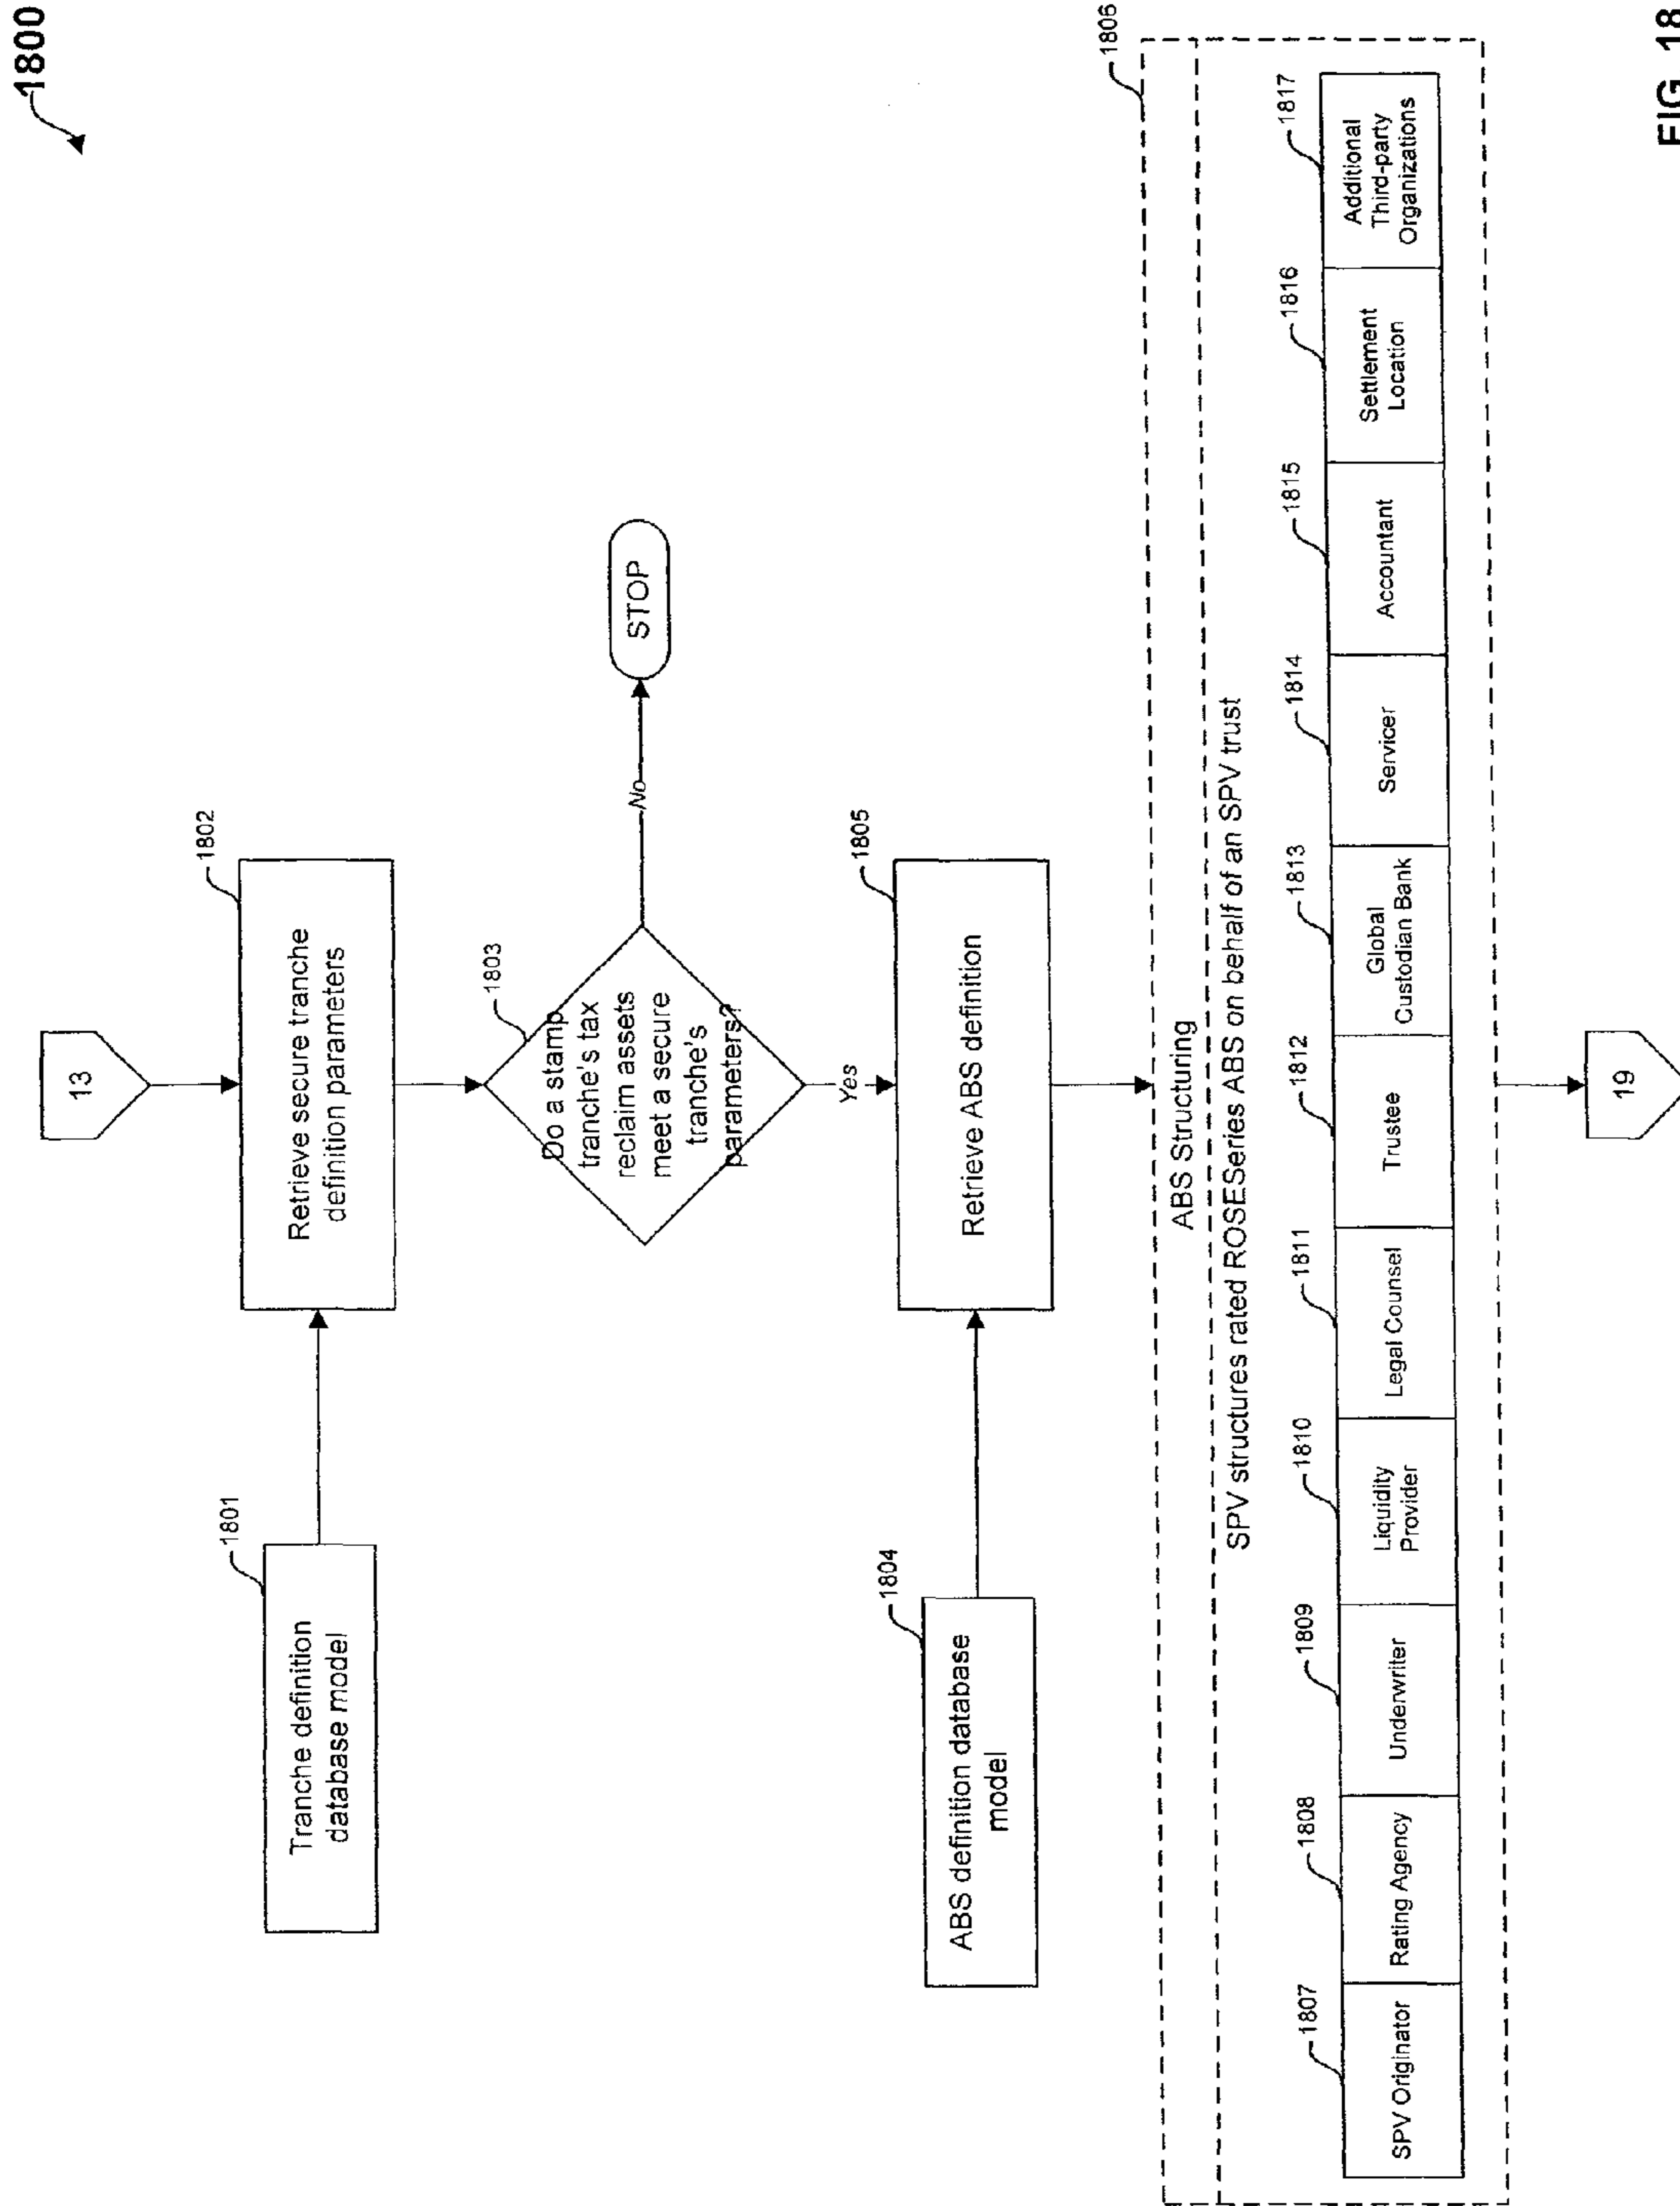 1800
13
1802
Retrieve secure tranche
definition parameters
1801
Tranche definition
database model
1803
Do a stamp
tranche's tax
reclaim assets
meet a secure
tranche's
parameters?
No
STOP
Yes
1805
Retrieve ABS definition
1804
ABS definition database
model
1806
ABS Structuring
SPV structures rated ROSESeries ABS on behalf of an SPV trust
1807
SPV Originator
1808
Rating Agency
1809
Underwriter
1810
Liquidity
Provider
1811
Legal Counsel
1812
Trustee
1813
Global
Custodian Bank
1814
Servicer
1815
Accountant
1816
Settlement
Location
1817
Additional
Third-party
Organizations
19
FIG. 18